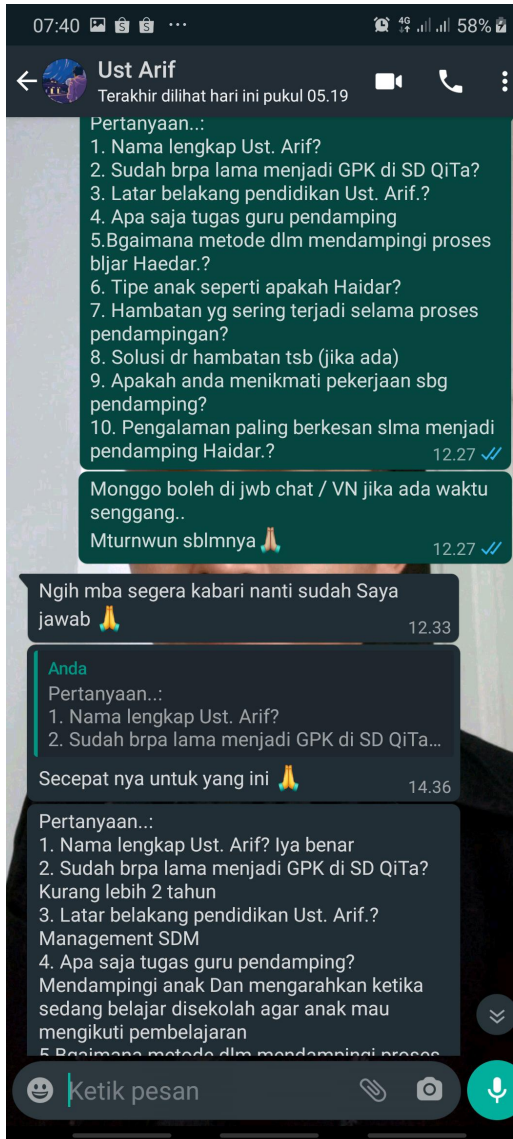 07:40 58%
Ust Arif
Terakhir dilihat hari ini pukul 05.19
Pertanyaan..:
1. Nama lengkap Ust. Arif?
2. Sudah brpa lama menjadi GPK di SD QiTa?
3. Latar belakang pendidikan Ust. Arif.?
4. Apa saja tugas guru pendamping
5.Bgaimana metode dlm mendampingi proses
bljar Haedar.?
6. Tipe anak seperti apakah Haidar?
7. Hambatan yg sering terjadi selama proses
pendampingan?
8. Solusi dr hambatan tsb (jika ada)
9. Apakah anda menikmati pekerjaan sbg
pendamping?
10. Pengalaman paling berkesan slma menjadi
pendamping Haidar.?
12.27
Monggo boleh di jwb chat / VN jika ada waktu
senggang..
Mturnwun sblmnya 🙏🏼
12.27
Ngih mba segera kabari nanti sudah Saya
jawab 🙏
12.33
Anda
Pertanyaan..:
1. Nama lengkap Ust. Arif?
2. Sudah brpa lama menjadi GPK di SD QiTa...
Secepat nya untuk yang ini 🙏
14.36
Pertanyaan..:
1. Nama lengkap Ust. Arif? Iya benar
2. Sudah brpa lama menjadi GPK di SD QiTa?
Kurang lebih 2 tahun
3. Latar belakang pendidikan Ust. Arif.?
Management SDM
4. Apa saja tugas guru pendamping?
Mendampingi anak Dan mengarahkan ketika
sedang belajar disekolah agar anak mau
mengikuti pembelajaran
5.Bgaimana metode dlm mendampingi proses
Ketik pesan